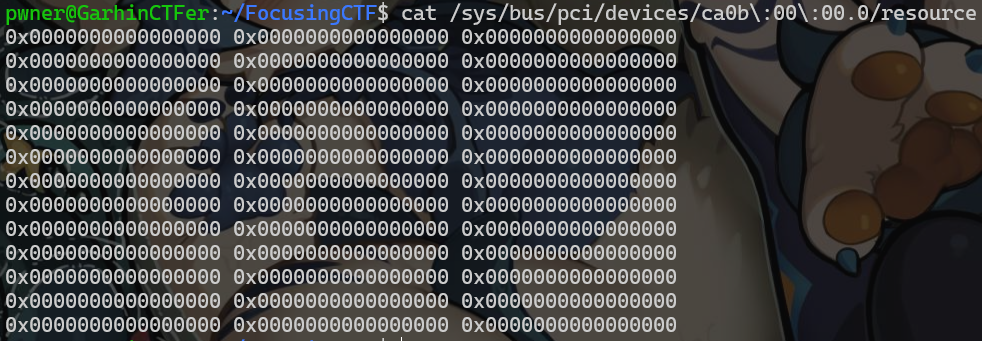 pwner@GarhinCTFer:~/FocusingCTF$ cat /sys/bus/pci/devices/ca0b\:00\:00.0/resource
0x0000000000000000 0x0000000000000000 0x0000000000000000
0x0000000000000000 0x0000000000000000 0x0000000000000000
0x0000000000000000 0x0000000000000000 0x0000000000000000
0x0000000000000000 0x0000000000000000 0x0000000000000000
0x0000000000000000 0x0000000000000000 0x0000000000000000
0x0000000000000000 0x0000000000000000 0x0000000000000000
0x0000000000000000 0x0000000000000000 0x0000000000000000
0x0000000000000000 0x0000000000000000 0x0000000000000000
0x0000000000000000 0x0000000000000000 0x0000000000000000
0x0000000000000000 0x0000000000000000 0x0000000000000000
0x0000000000000000 0x0000000000000000 0x0000000000000000
0x0000000000000000 0x0000000000000000 0x0000000000000000
0x0000000000000000 0x0000000000000000 0x0000000000000000